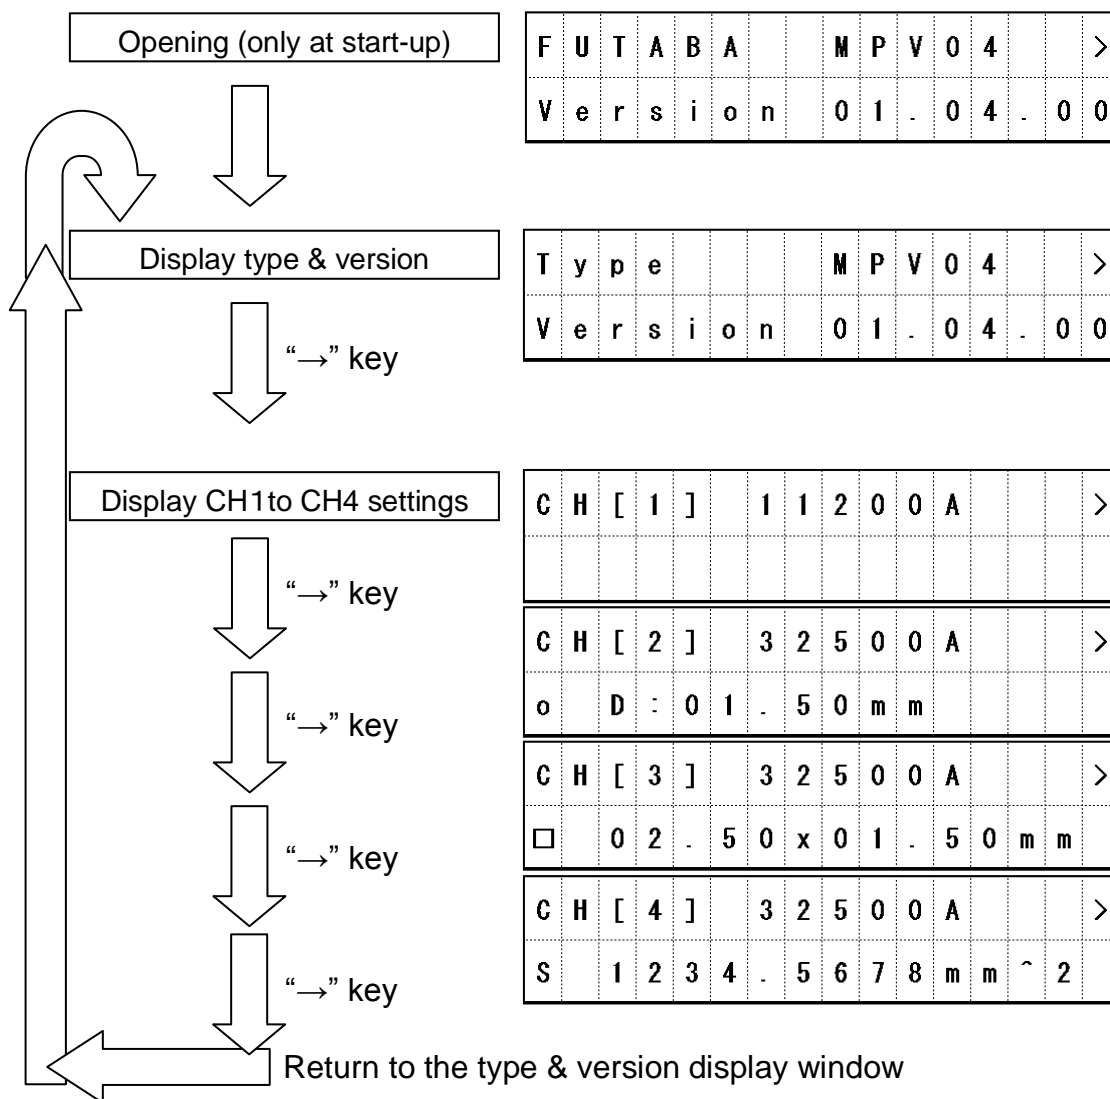 Opening (only at start-up)
FUTABA  MPV04  >
Version 01.04.00
Display type & version
Type    MPV04  >
Version 01.04.00
“→” key
Display CH1to CH4 settings
CH[1] 11200A   >
“→” key
CH[2] 32500A   >
o D:01.50mm
“→” key
CH[3] 32500A   >
□ 02.50x01.50mm
“→” key
CH[4] 32500A   >
S 1234.5678mm^2
“→” key
Return to the type & version display window